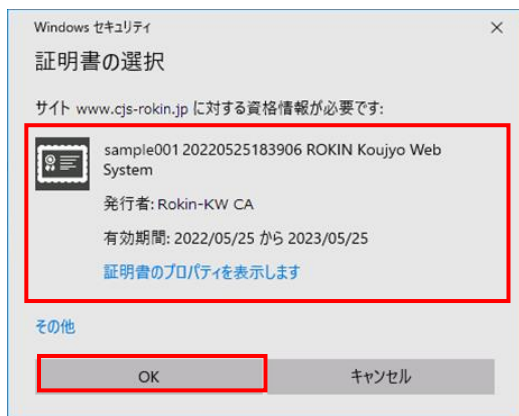 Windows セキュリティ
証明書の選択
サイト www.cjs-rokin.jp に対する資格情報が必要です:
sample001 20220525183906 ROKIN Koujyo Web
System
発行者: Rokin-KW CA
有効期間: 2022/05/25 から 2023/05/25
証明書のプロパティを表示します
その他
OK
キャンセル